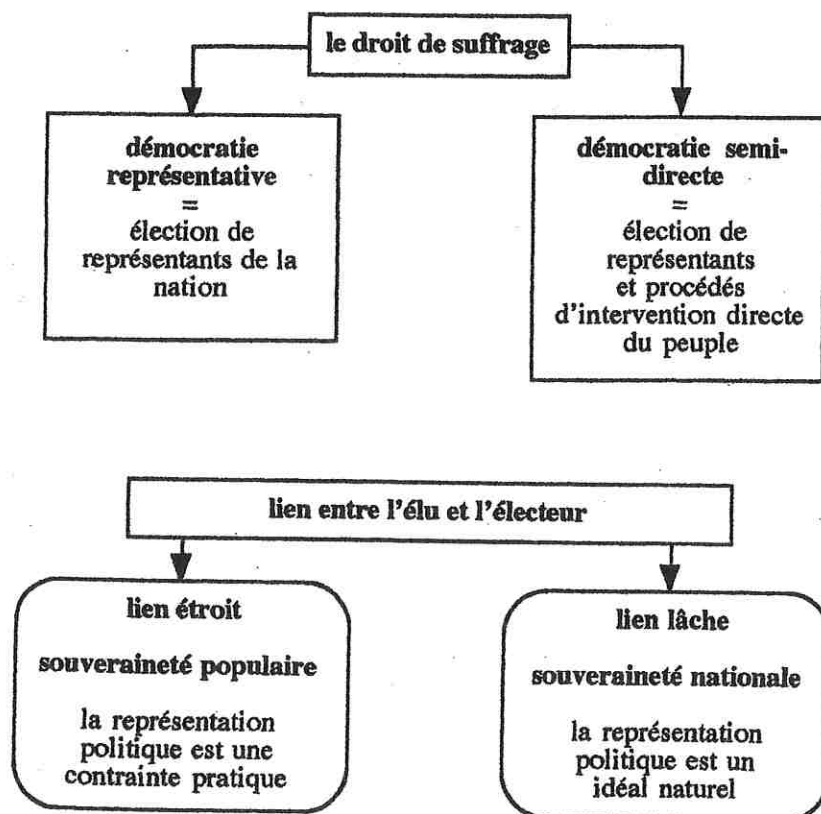 le droit de suffrage
démocratie
représentative
=
élection de
représentants de la
nation
démocratie semi-
directe
=
élection de
représentants
et procédés
d'intervention directe
du peuple
lien entre l'élu et l'électeur
lien étroit
souveraineté populaire
la représentation
politique est une
contrainte pratique
lien lâche
souveraineté nationale
la représentation
politique est un
idéal naturel